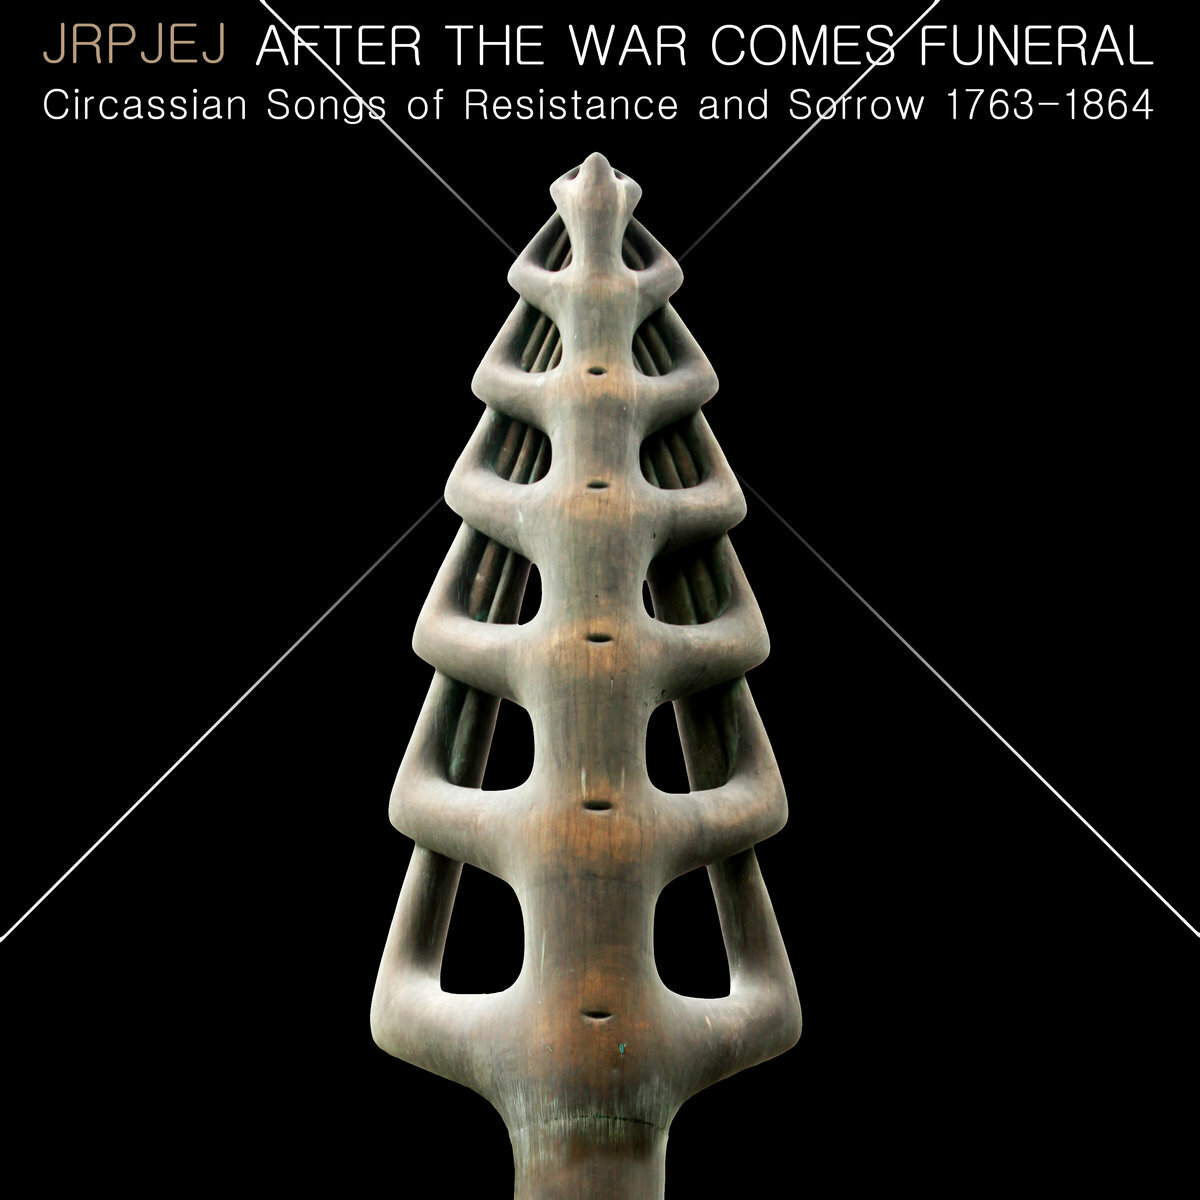 JRPJEJ AFTER THE WAR COMES FUNERAL
Circassian Songs of Resistance and Sorrow 1763–1864